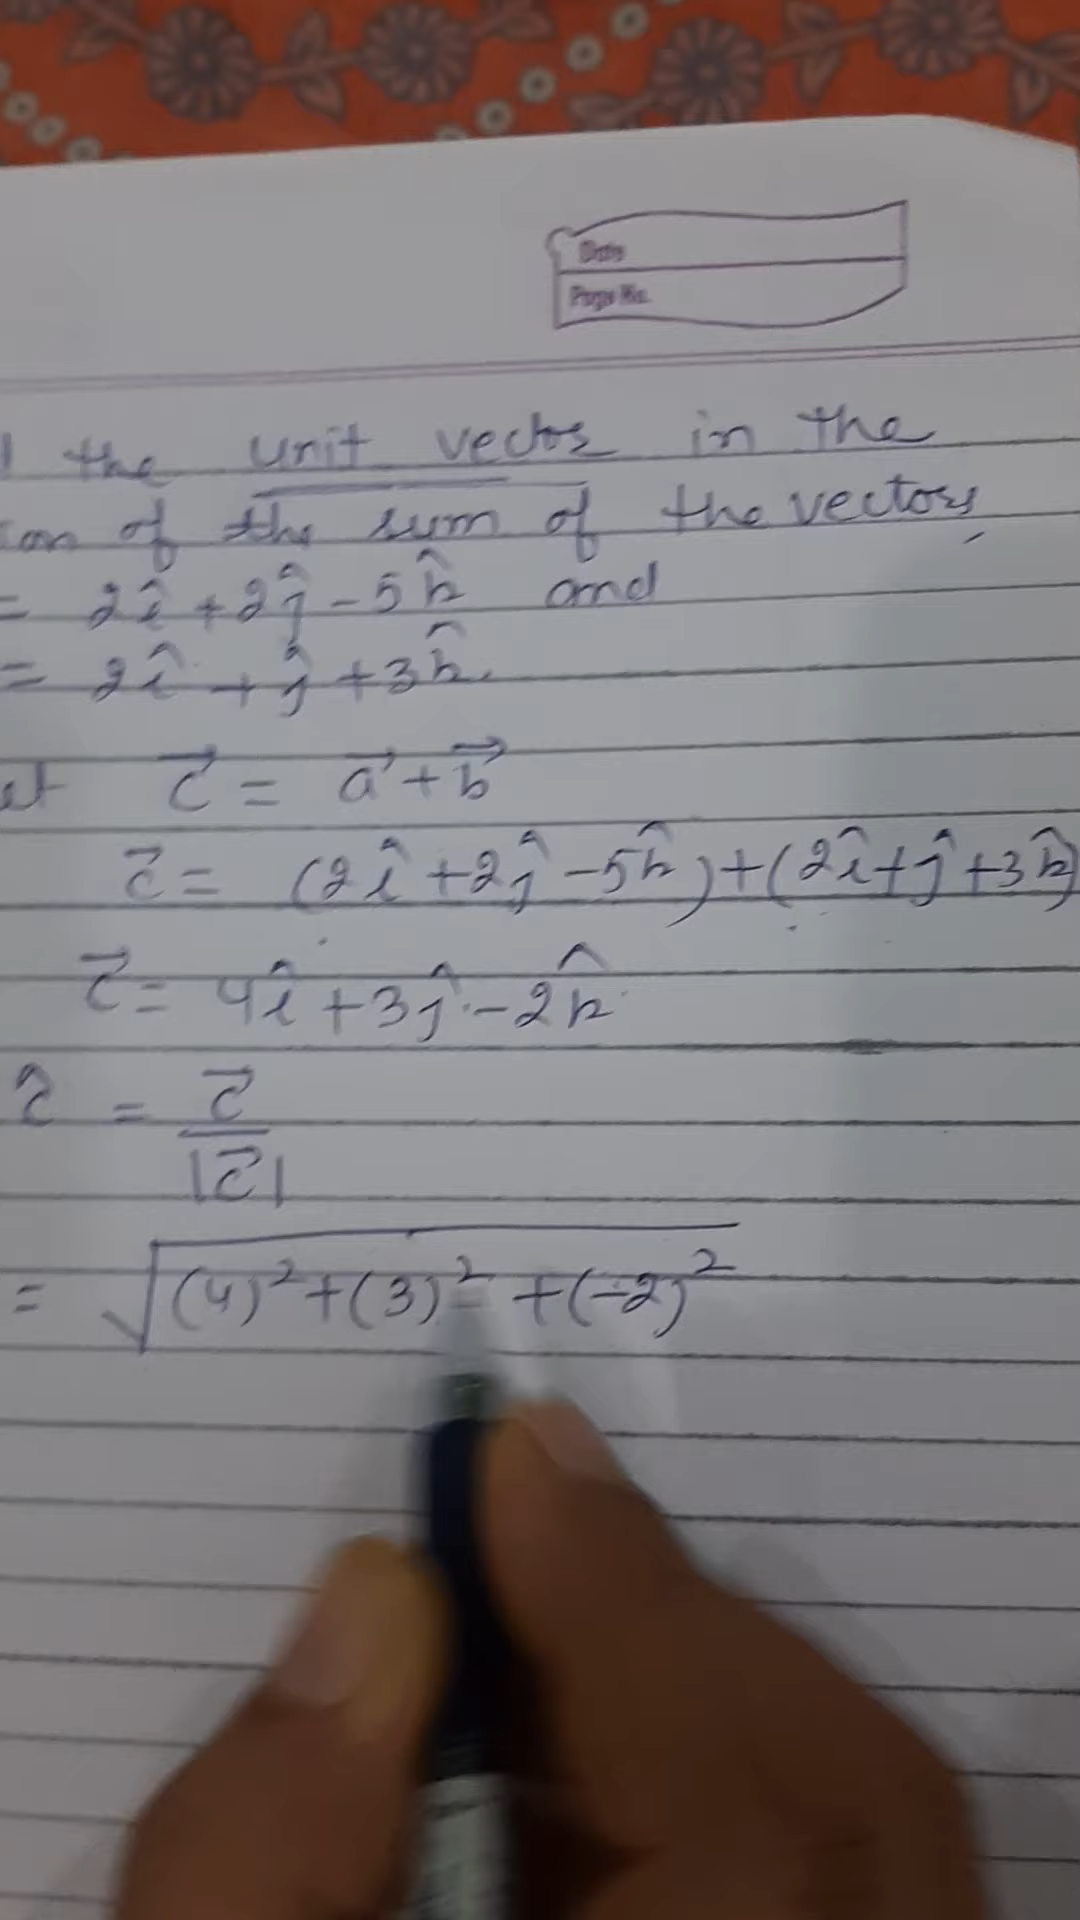 Date
Page No.
the unit vector in the
of the sum of the vectors
= 2î + 2ĵ - 5k̂ and
= 2î + ĵ + 3k̂.
c⃗ = a⃗ + b⃗
c⃗ = (2î + 2ĵ - 5k̂) + (2î + ĵ + 3k̂)
c⃗ = 4î + 3ĵ - 2k̂
ĉ = c⃗ / |c⃗|
= √((4)² + (3)² + (-2)²)